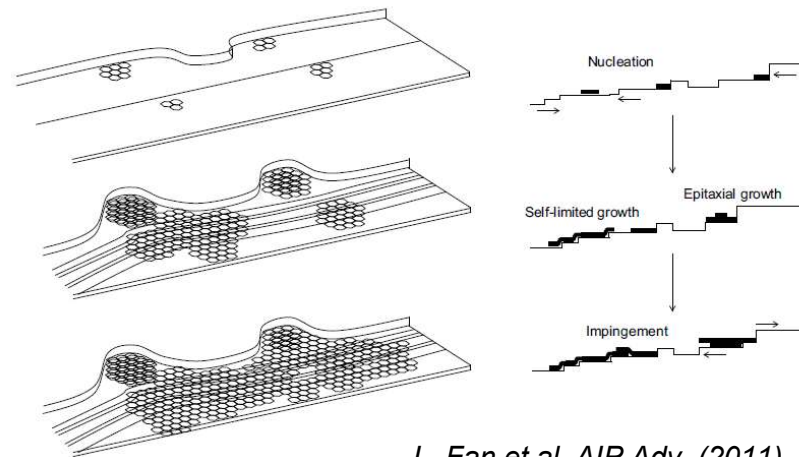 Nucleation
Epitaxial growth
Self-limited growth
Impingement
L. Fan et al. AIP Adv. (2011)